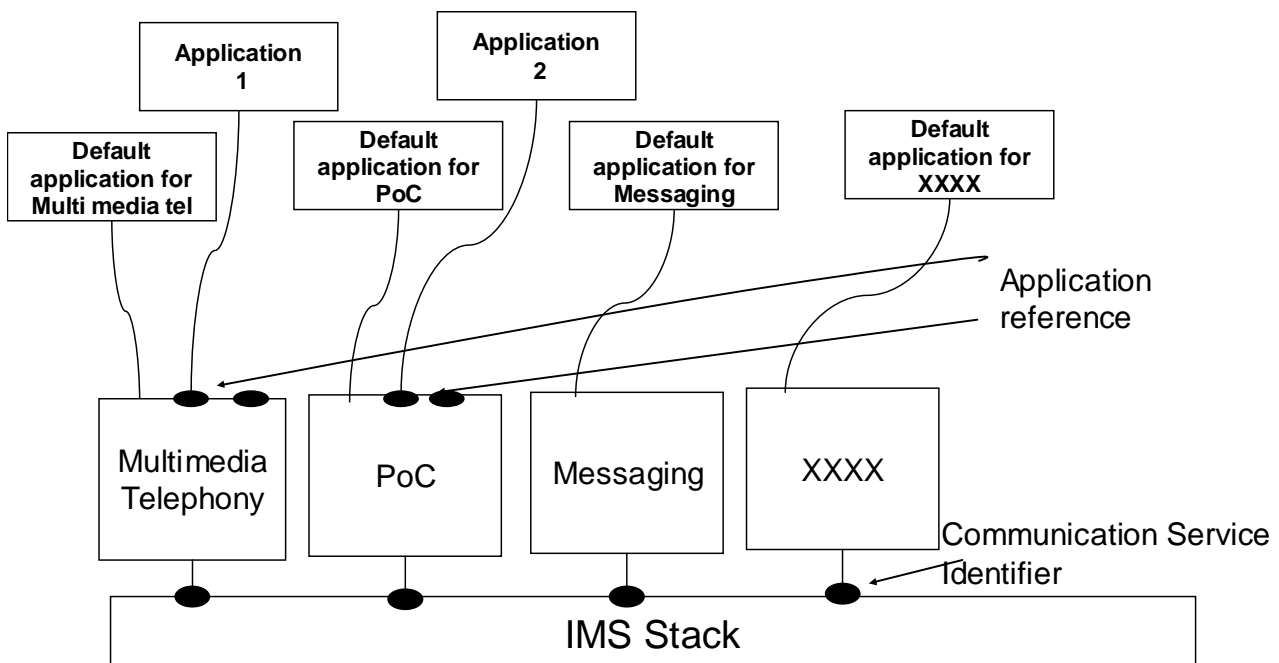 Application
1
Application
2
Default
application for
Multi media tel
Default
application for
PoC
Default
application for
Messaging
Default
application for
XXXX
Application
reference
Multimedia
Telephony
PoC
Messaging
XXXX
Communication Service
Identifier
IMS Stack